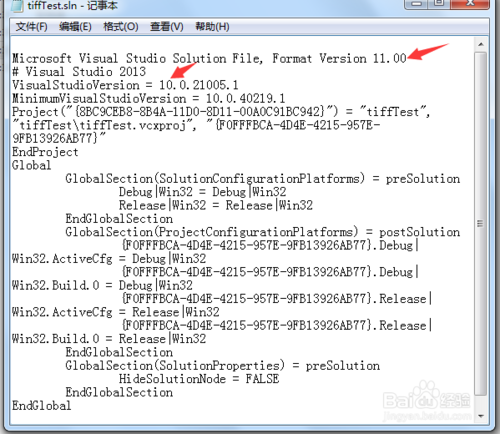 tiffTest.sln - 记事本
文件(F) 编辑(E) 格式(O) 查看(V) 帮助(H)
Microsoft Visual Studio Solution File, Format Version 11.00
# Visual Studio 2013
VisualStudioVersion = 10.0.21005.1
MinimumVisualStudioVersion = 10.0.40219.1
Project("{8BC9CEB8-8B4A-11D0-8D11-00A0C91BC942}") = "tiffTest",
"tiffTest\tiffTest.vcxproj", "{F0FFFBCA-4D4E-4215-957E-
9FB13926AB77}"
EndProject
Global
GlobalSection(SolutionConfigurationPlatforms) = preSolution
Debug|Win32 = Debug|Win32
Release|Win32 = Release|Win32
EndGlobalSection
GlobalSection(ProjectConfigurationPlatforms) = postSolution
{F0FFFBCA-4D4E-4215-957E-9FB13926AB77}.Debug|
Win32.ActiveCfg = Debug|Win32
{F0FFFBCA-4D4E-4215-957E-9FB13926AB77}.Debug|
Win32.Build.0 = Debug|Win32
{F0FFFBCA-4D4E-4215-957E-9FB13926AB77}.Release|
Win32.ActiveCfg = Release|Win32
{F0FFFBCA-4D4E-4215-957E-9FB13926AB77}.Release|
Win32.Build.0 = Release|Win32
EndGlobalSection
GlobalSection(SolutionProperties) = preSolution
HideSolutionNode = FALSE
EndGlobalSection
EndGlobal
Baidu 经验
jingyan.baidu.com